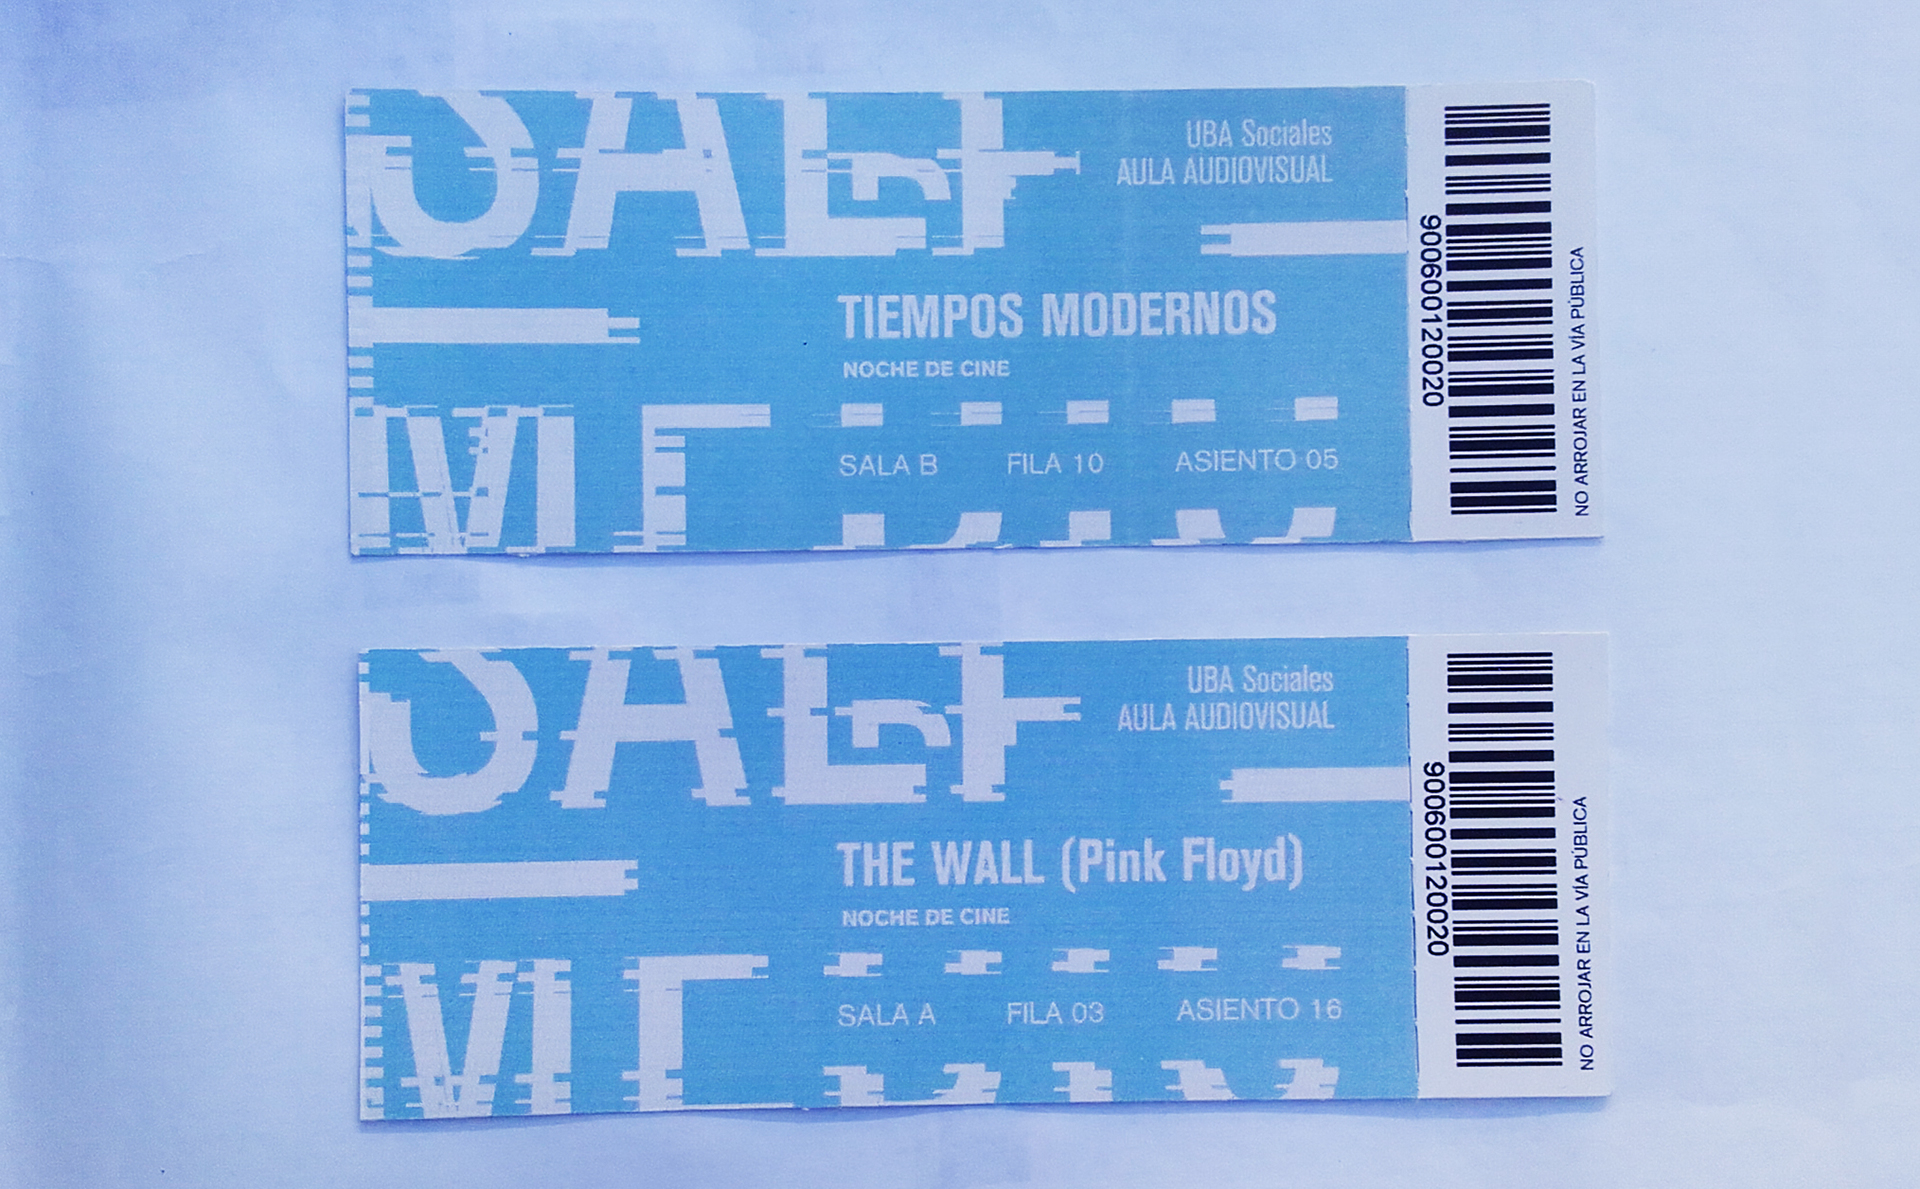 UBA Sociales
AULA AUDIOVISUAL
TIEMPOS MODERNOS
NOCHE DE CINE
SALA B FILA 10 ASIENTO 05
900600120020
NO ARROJAR EN LA VÍA PÚBLICA
UBA Sociales
AULA AUDIOVISUAL
THE WALL (Pink Floyd)
NOCHE DE CINE
SALA A FILA 03 ASIENTO 16
900600120020
NO ARROJAR EN LA VÍA PÚBLICA